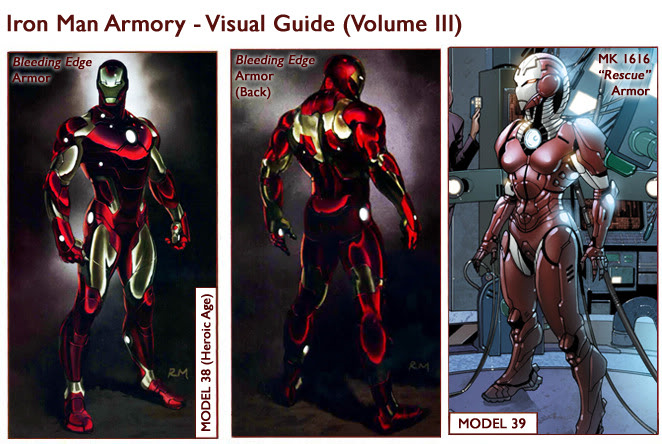 Iron Man Armory - Visual Guide (Volume III)
Bleeding Edge
Armor
MODEL 38 (Heroic Age)
RM
Bleeding Edge
Armor
(Back)
RM
MK 1616
"Rescue"
Armor
MODEL 39